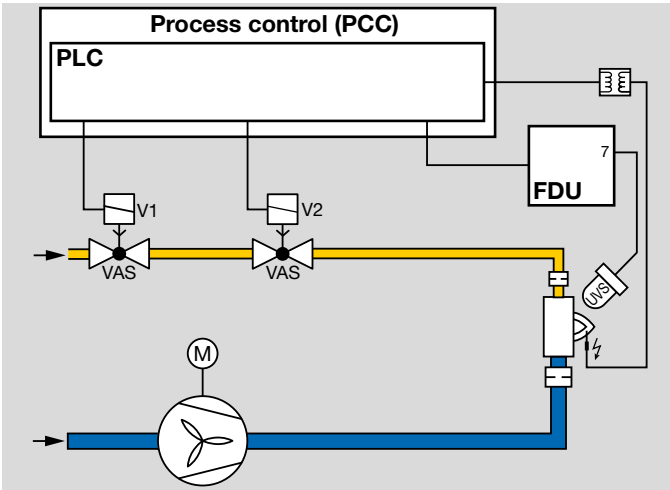 Process control (PCC)
PLC
7
FDU
V1
V2
VAS
VAS
UVS
M